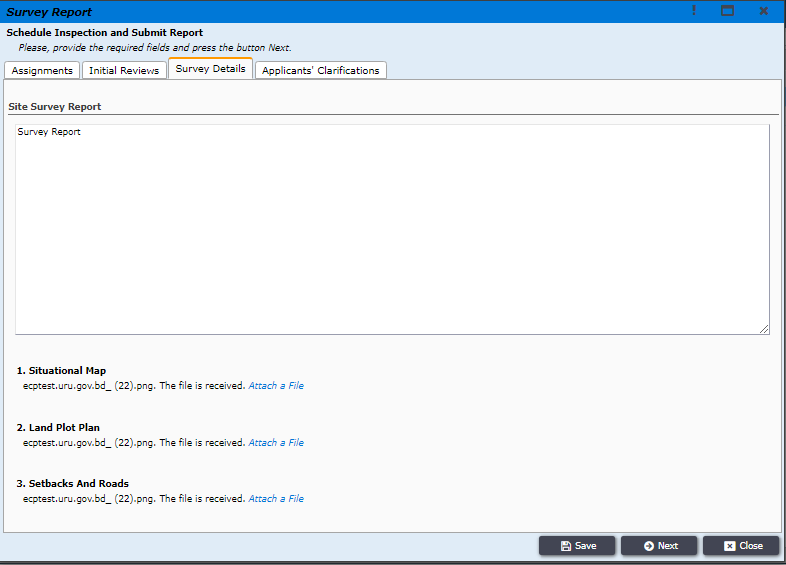 Survey Report
Schedule Inspection and Submit Report
Please, provide the required fields and press the button Next.
Assignments Initial Reviews Survey Details Applicants' Clarifications
Site Survey Report
Survey Report
1. Situational Map
ecptest.uru.gov.bd_ (22).png. The file is received. Attach a File
2. Land Plot Plan
ecptest.uru.gov.bd_ (22).png. The file is received. Attach a File
3. Setbacks And Roads
ecptest.uru.gov.bd_ (22).png. The file is received. Attach a File
Save Next Close